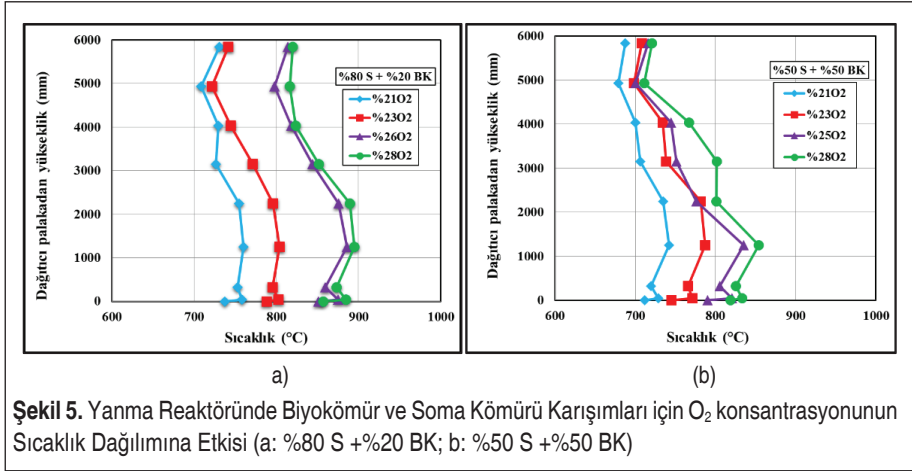 %80 S + %20 BK
%21O2
%23O2
%26O2
%28O2
Dağıtıcı palakadan yükseklik (mm)
6000
5000
4000
3000
2000
1000
0
600
700
800
900
1000
Sıcaklık (°C)
a)
%50 S + %50 BK
%21O2
%23O2
%25O2
%28O2
Dağıtıcı palakadan yükseklik (mm)
6000
5000
4000
3000
2000
1000
0
600
700
800
900
1000
Sıcaklık (°C)
(b)
Şekil 5. Yanma Reaktöründe Biyokömür ve Soma Kömürü Karışımları için O₂ konsantrasyonunun
Sıcaklık Dağılımına Etkisi (a: %80 S +%20 BK; b: %50 S +%50 BK)